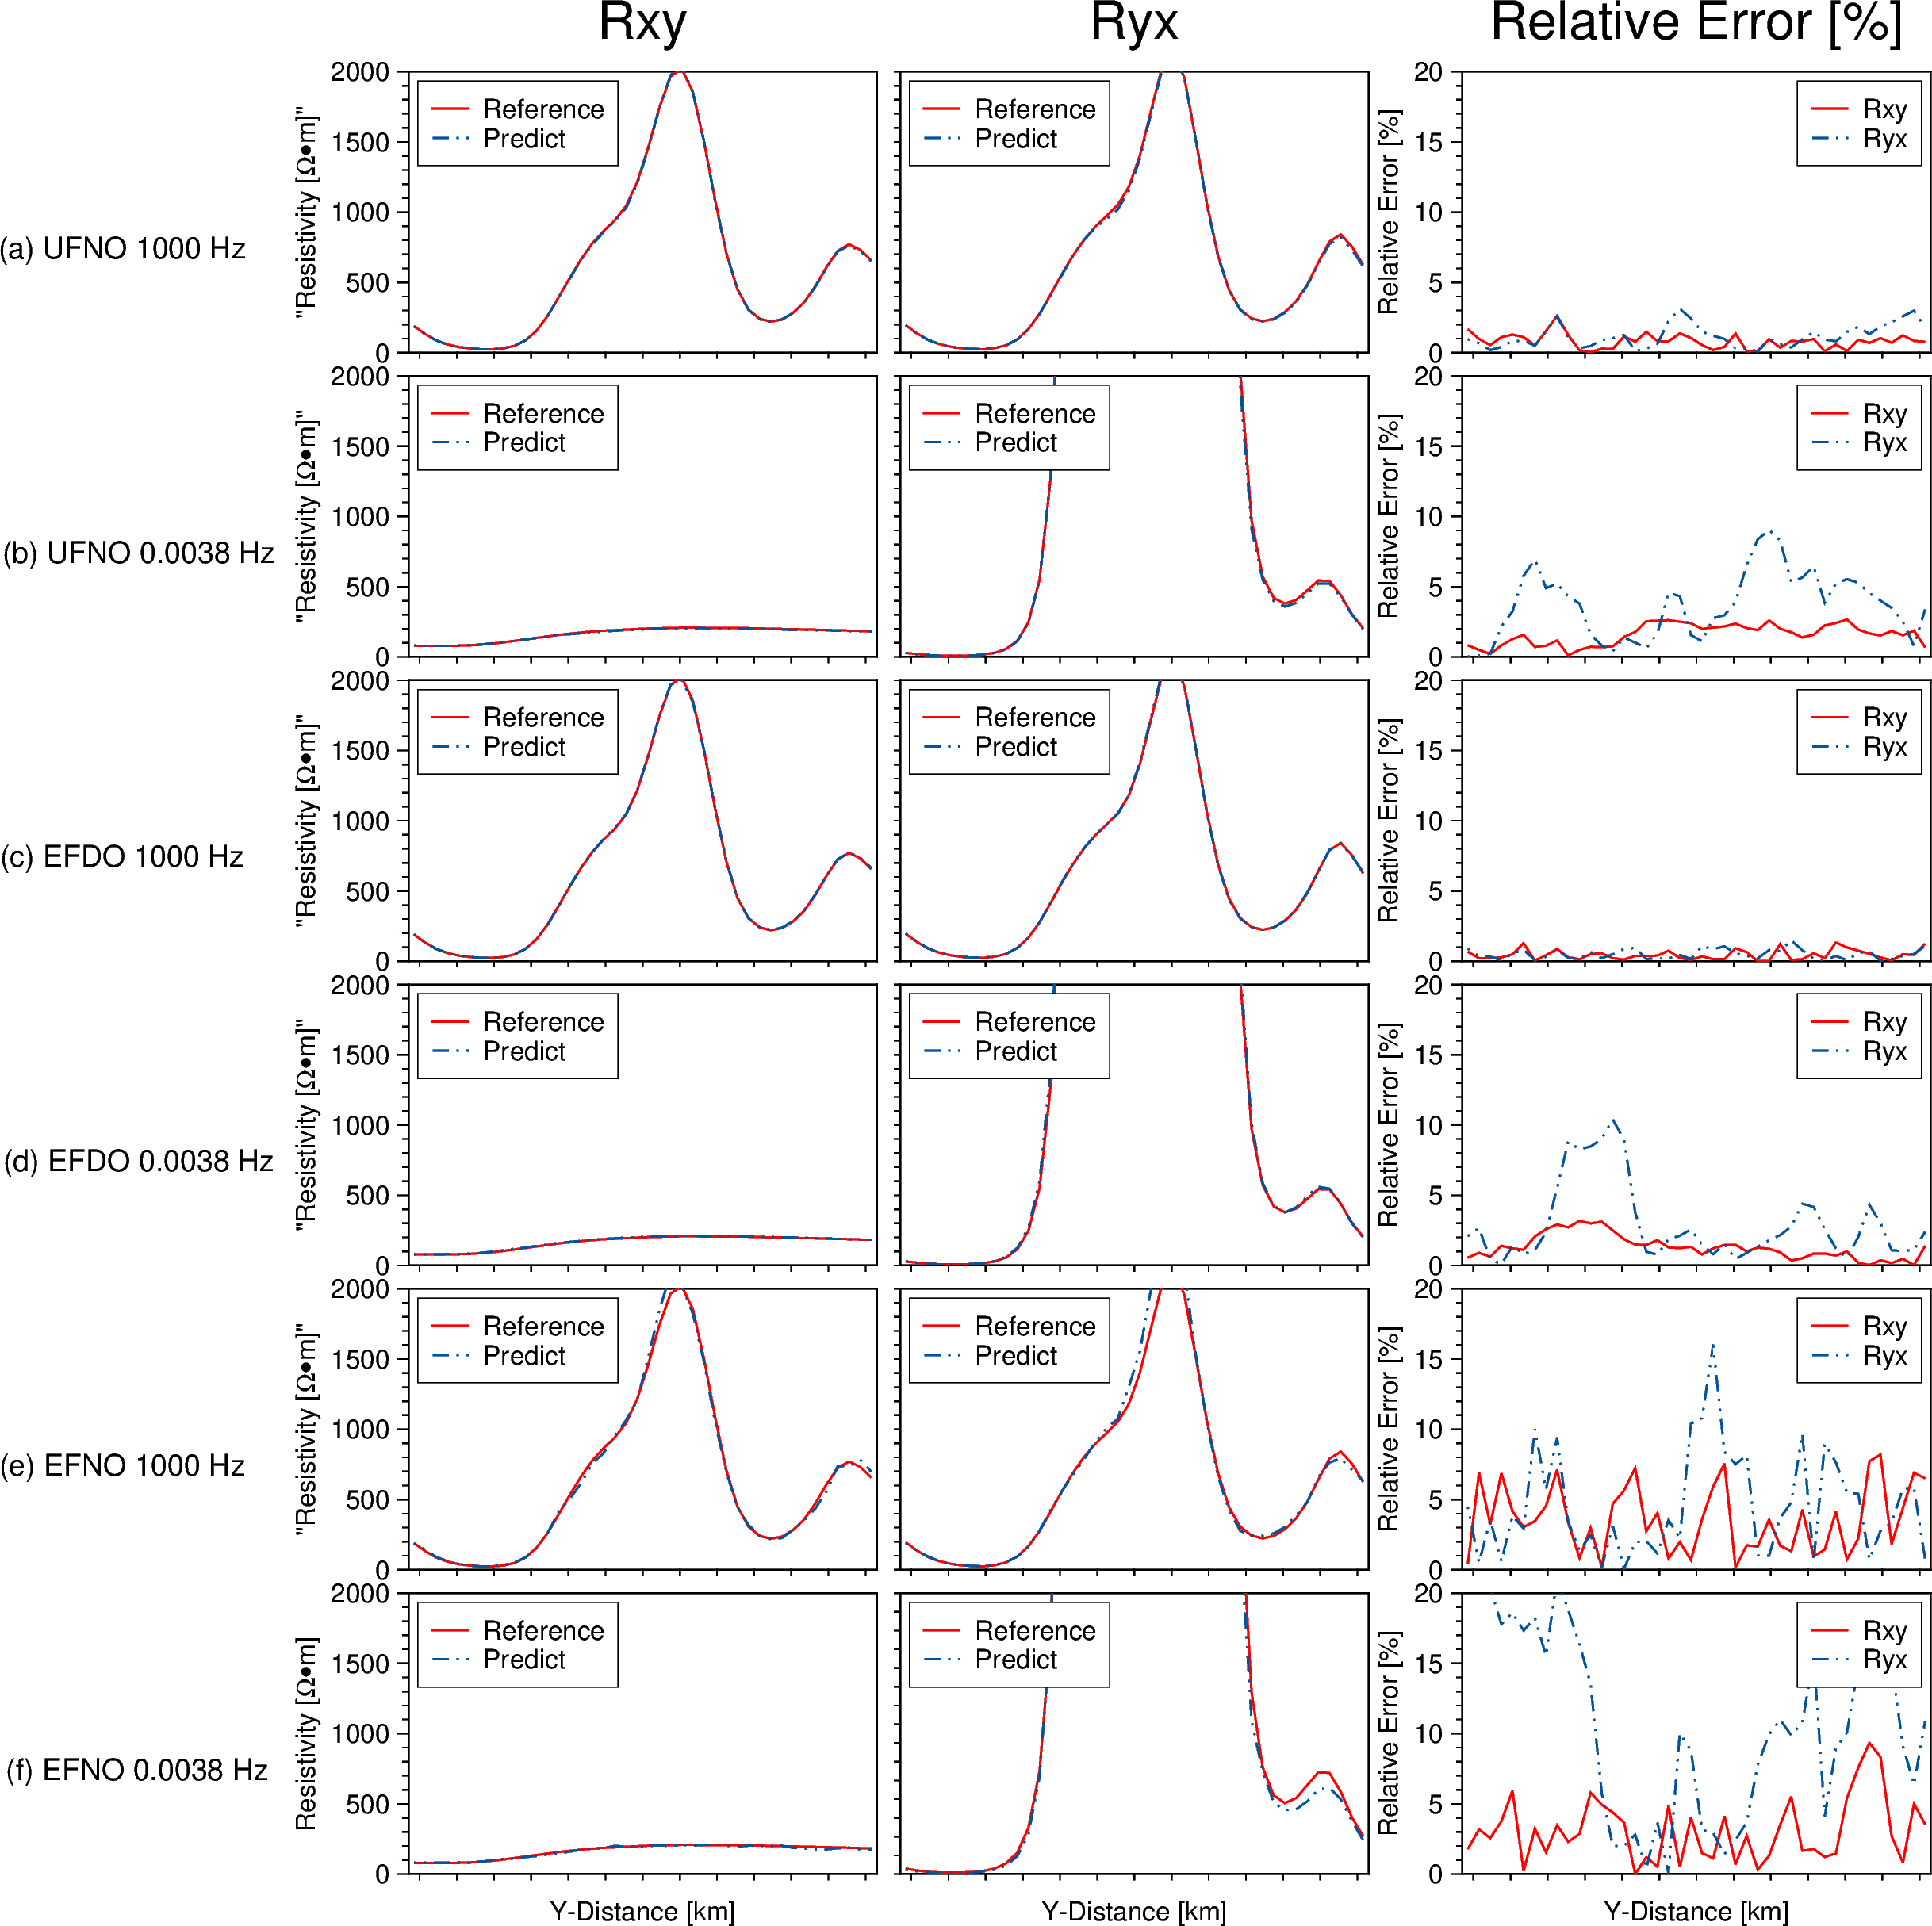 Rxy Ryx Relative Error [%]
(a) UFNO 1000 Hz
"Resistivity [Ω•m]"
2000
1500
1000
500
0
Reference
Predict
Reference
Predict
Relative Error [%]
20
15
10
5
0
Rxy
Ryx
(b) UFNO 0.0038 Hz
"Resistivity [Ω•m]"
2000
1500
1000
500
0
Reference
Predict
Reference
Predict
Relative Error [%]
20
15
10
5
0
Rxy
Ryx
(c) EFDO 1000 Hz
"Resistivity [Ω•m]"
2000
1500
1000
500
0
Reference
Predict
Reference
Predict
Relative Error [%]
20
15
10
5
0
Rxy
Ryx
(d) EFDO 0.0038 Hz
"Resistivity [Ω•m]"
2000
1500
1000
500
0
Reference
Predict
Reference
Predict
Relative Error [%]
20
15
10
5
0
Rxy
Ryx
(e) EFNO 1000 Hz
"Resistivity [Ω•m]"
2000
1500
1000
500
0
Reference
Predict
Reference
Predict
Relative Error [%]
20
15
10
5
0
Rxy
Ryx
(f) EFNO 0.0038 Hz
Resistivity [Ω•m]
2000
1500
1000
500
0
Reference
Predict
Reference
Predict
Relative Error [%]
20
15
10
5
0
Rxy
Ryx
Y-Distance [km] Y-Distance [km] Y-Distance [km]